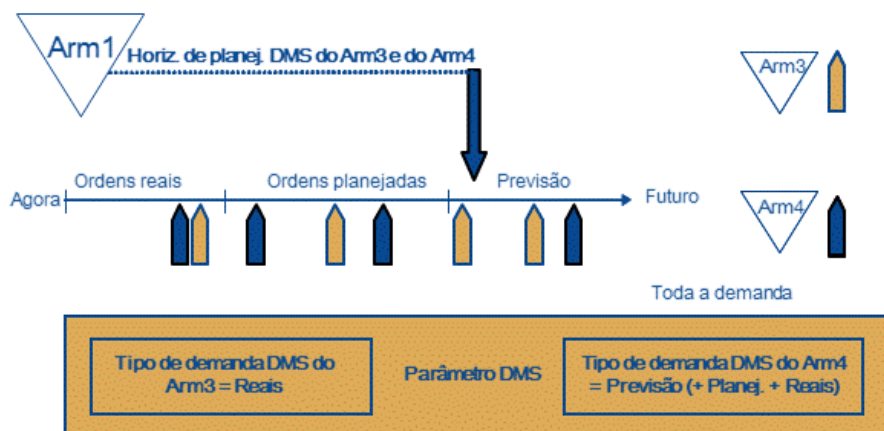 Arm1
Horiz. de planej. DMS do Arm3 e do Arm4
Arm3
Ordens reais
Ordens planejadas
Previsão
Agora
Futuro
Arm4
Toda a demanda
Tipo de demanda DMS do
Arm3 = Reais
Parâmetro DMS
Tipo de demanda DMS do Arm4
= Previsão (+ Planej. + Reais)